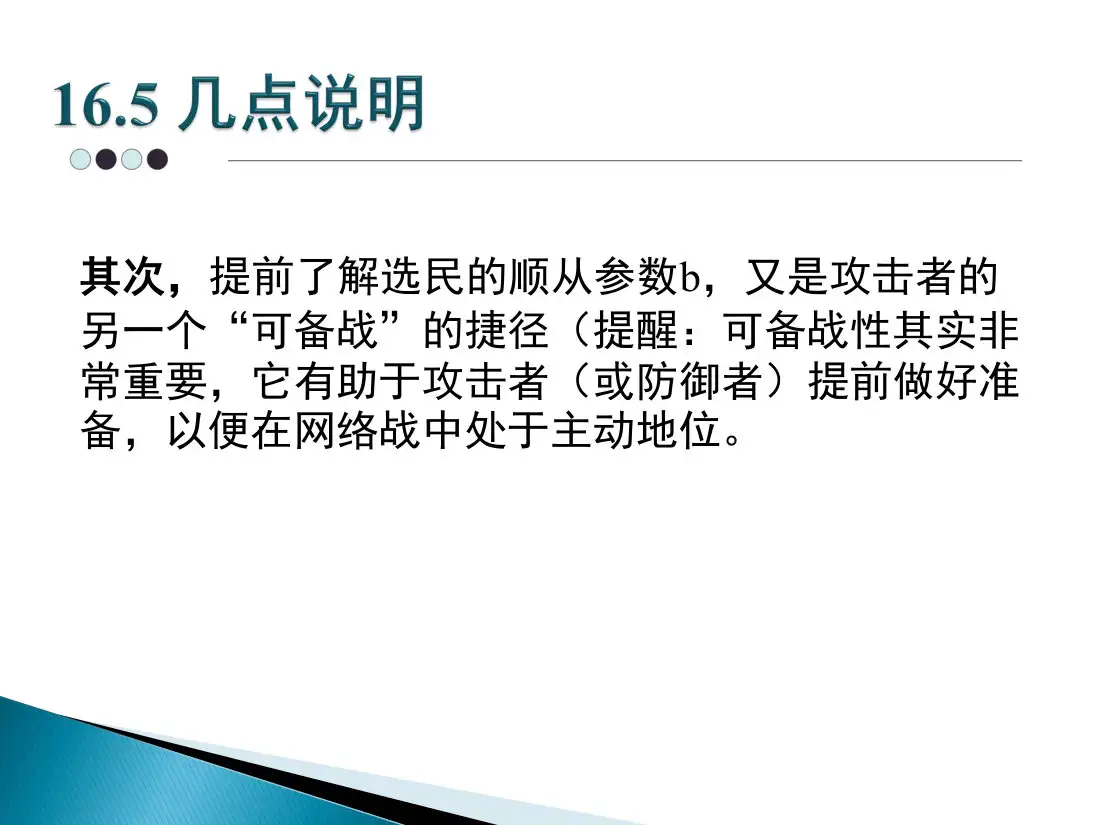 16.5 几点说明
其次，提前了解选民的顺从参数b，又是攻击者的
另一个“可备战”的捷径（提醒：可备战性其实非
常重要，它有助于攻击者（或防御者）提前做好准
备，以便在网络战中处于主动地位。